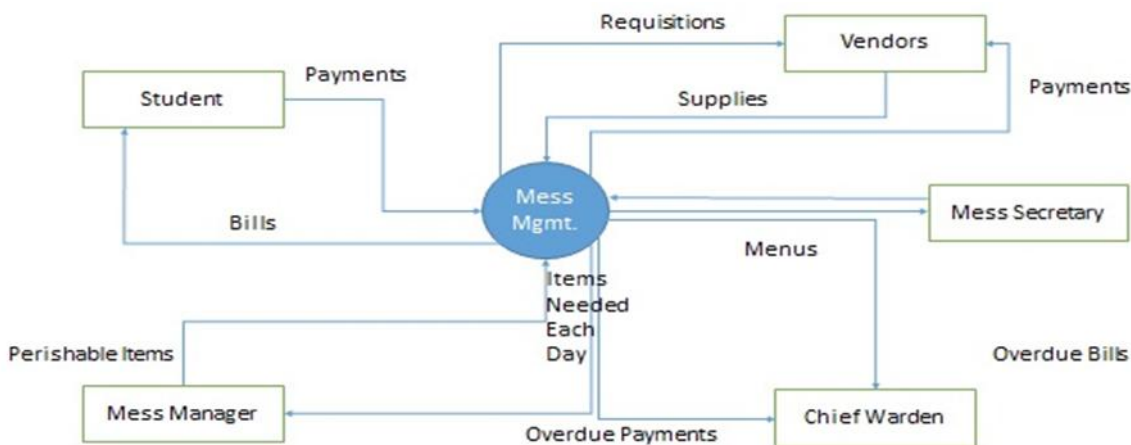 Requisitions
Vendors
Payments
Student
Supplies
Payments
Mess
Mgmt.
Mess Secretary
Bills
Menus
Items
Needed
Each
Day
Perishable Items
Overdue Bills
Mess Manager
Chief Warden
Overdue Payments